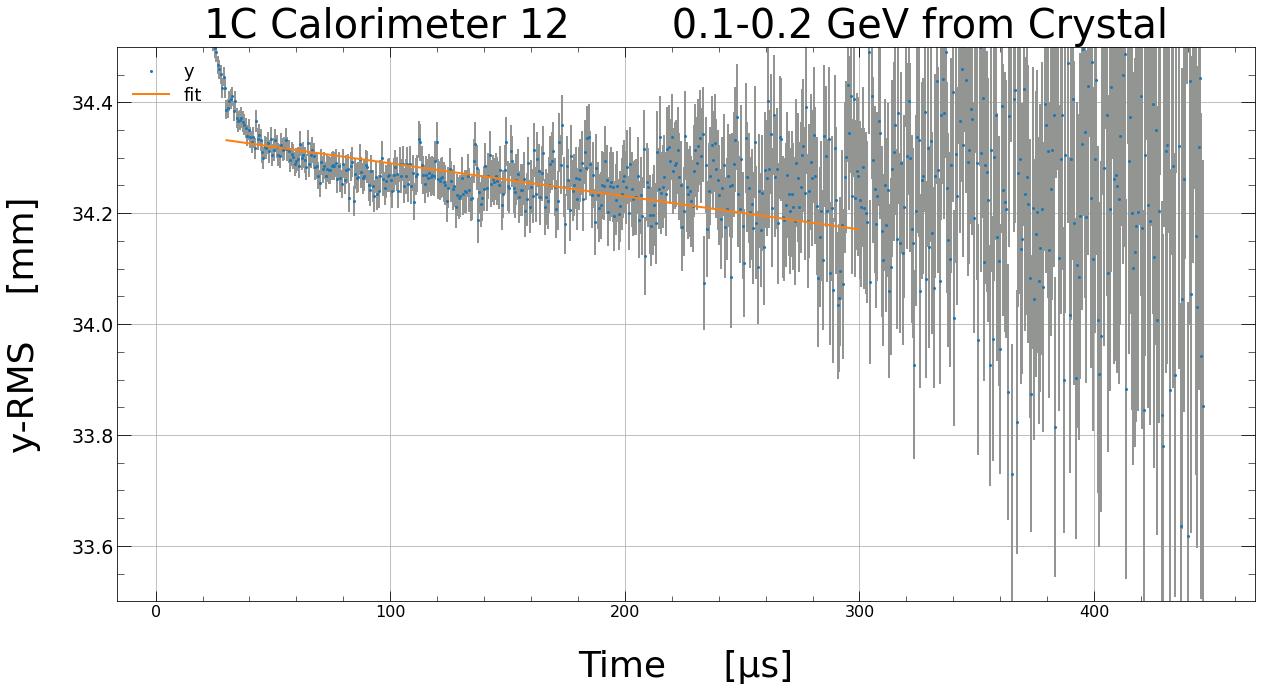 1C Calorimeter 12 0.1-0.2 GeV from Crystal
y
fit
34.4
34.2
34.0
33.8
33.6
y-RMS [mm]
0 100 200 300 400
Time [µs]